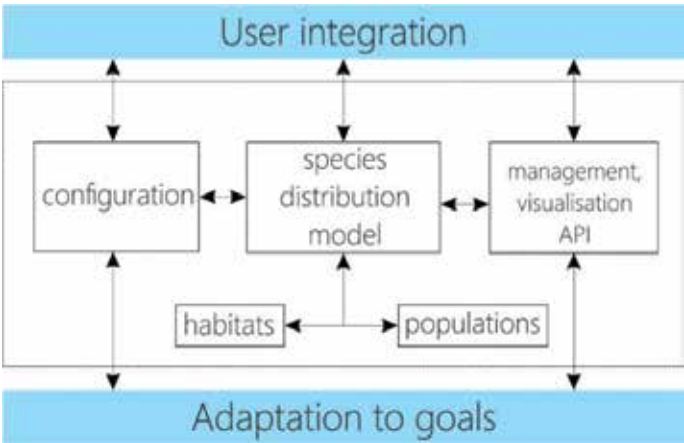 User integration
configuration
species
distribution
model
management,
visualisation
API
habitats
populations
Adaptation to goals